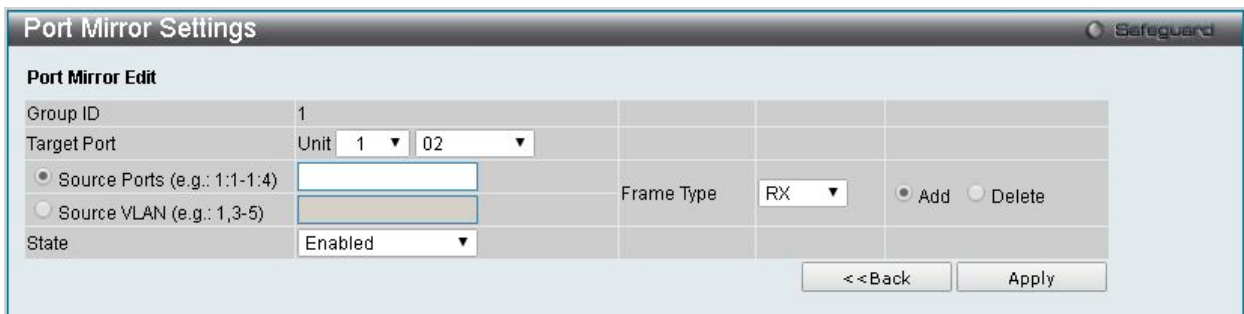 Port Mirror Settings
Safeguard
Port Mirror Edit
Group ID 1
Target Port Unit 1 02
Source Ports (e.g.: 1:1-1:4)
Frame Type RX Add Delete
Source VLAN (e.g.: 1,3-5)
State Enabled
<<Back Apply